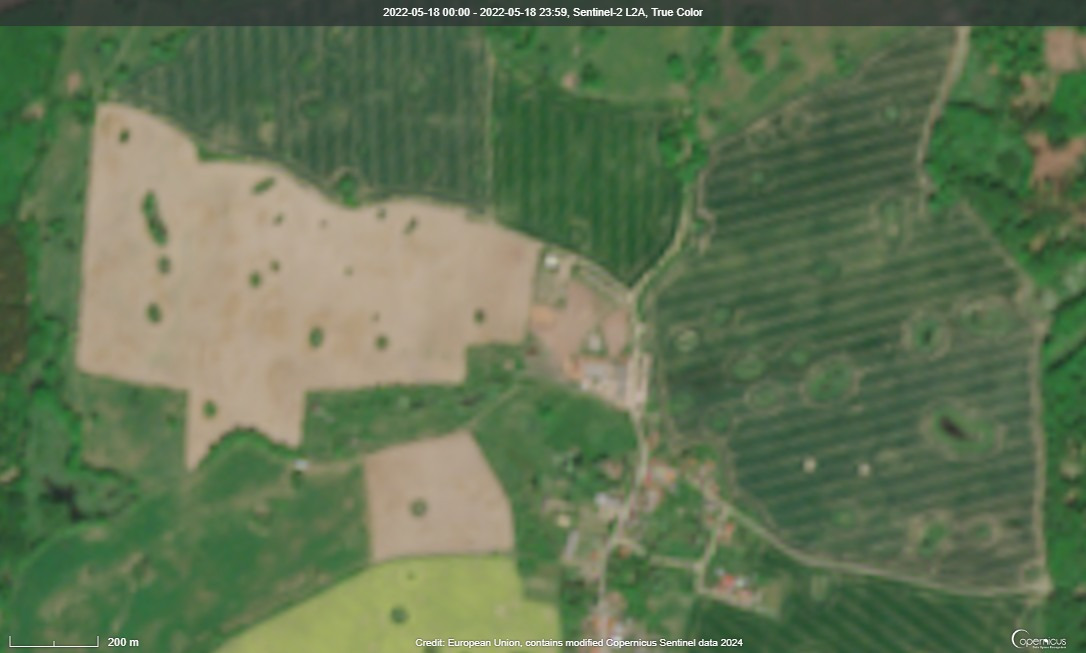 2022-05-18 00:00 - 2022-05-18 23:59, Sentinel-2 L2A, True Color
200 m
Credit: European Union, contains modified Copernicus Sentinel data 2024
opernicus